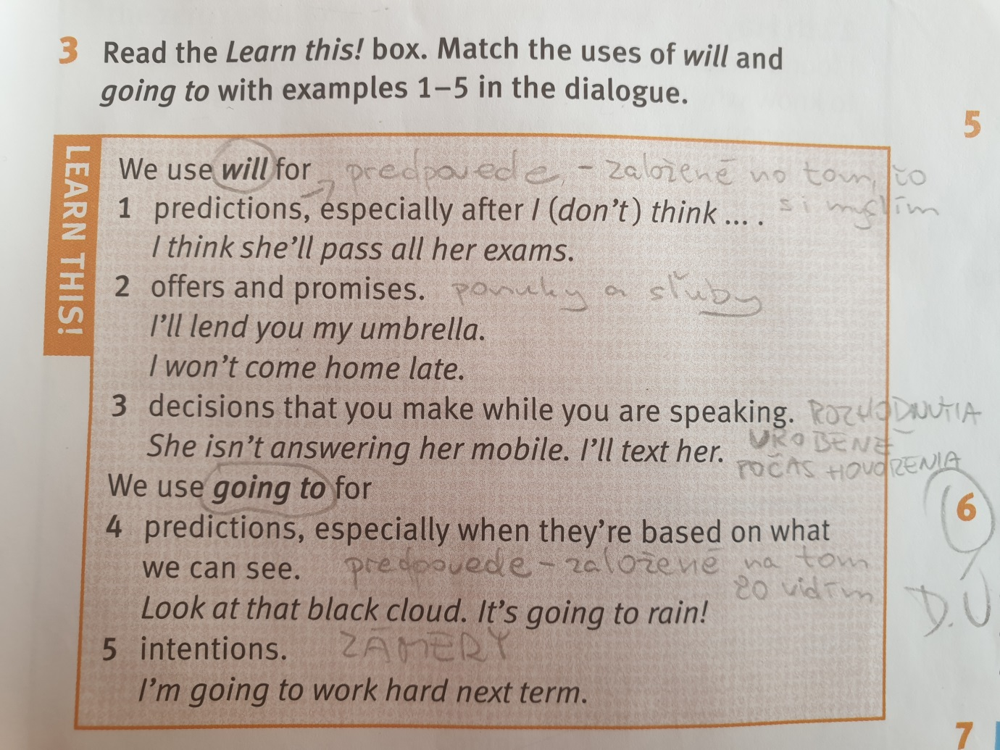 3 Read the Learn this! box. Match the uses of will and
going to with examples 1–5 in the dialogue.
5
LEARN THIS!
We use will for predpovede, - založené no tom, čo
si myslím
1 predictions, especially after I (don't) think ... .
I think she'll pass all her exams.
2 offers and promises. ponuky a sľuby
I'll lend you my umbrella.
I won't come home late.
3 decisions that you make while you are speaking. ROZHODNUTIA
She isn't answering her mobile. I'll text her. UROBENÉ
POČAS HOVORENIA
We use going to for
6
4 predictions, especially when they're based on what
we can see. predpovede - založené na tom
čo vidím
D.Ú
Look at that black cloud. It's going to rain!
5 intentions. ZÁMERY
I'm going to work hard next term.
7